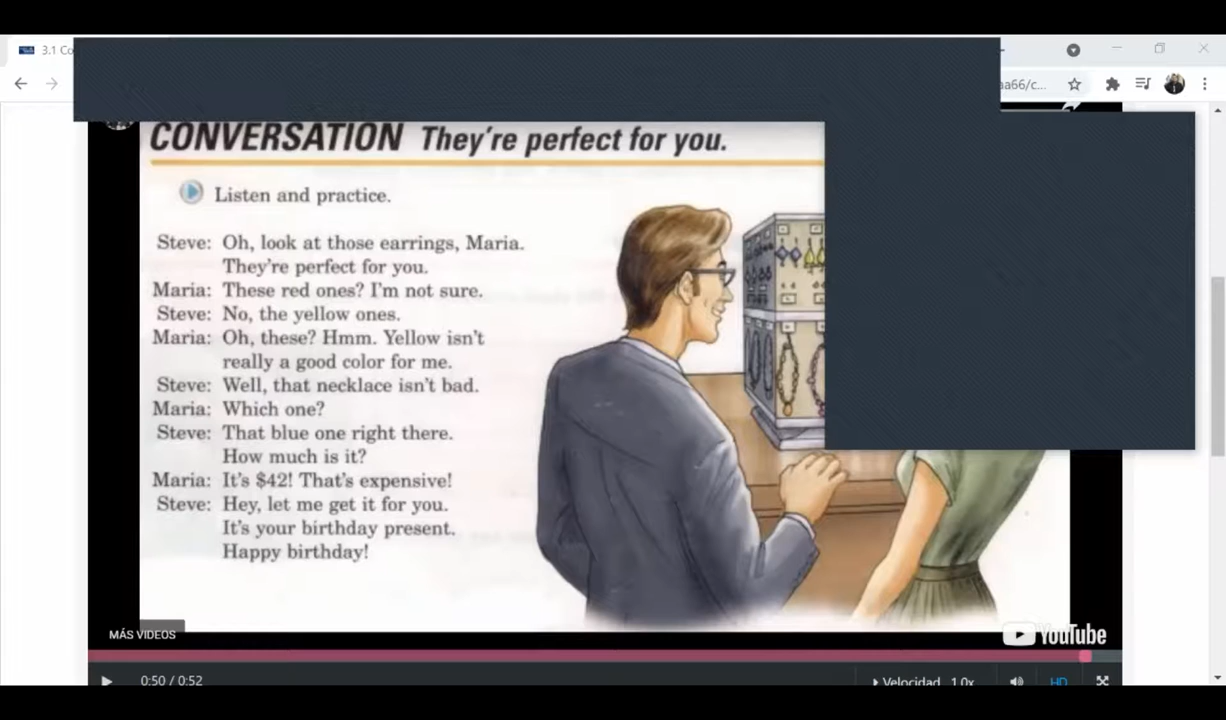 3.1 Co
aa66/c...
CONVERSATION They're perfect for you.
Listen and practice.
Steve: Oh, look at those earrings, Maria.
They're perfect for you.
Maria: These red ones? I'm not sure.
Steve: No, the yellow ones.
Maria: Oh, these? Hmm. Yellow isn't
really a good color for me.
Steve: Well, that necklace isn't bad.
Maria: Which one?
Steve: That blue one right there.
How much is it?
Maria: It's $42! That's expensive!
Steve: Hey, let me get it for you.
It's your birthday present.
Happy birthday!
MÁS VIDEOS
YouTube
0:50 / 0:52
Velocidad 1.0x
HD